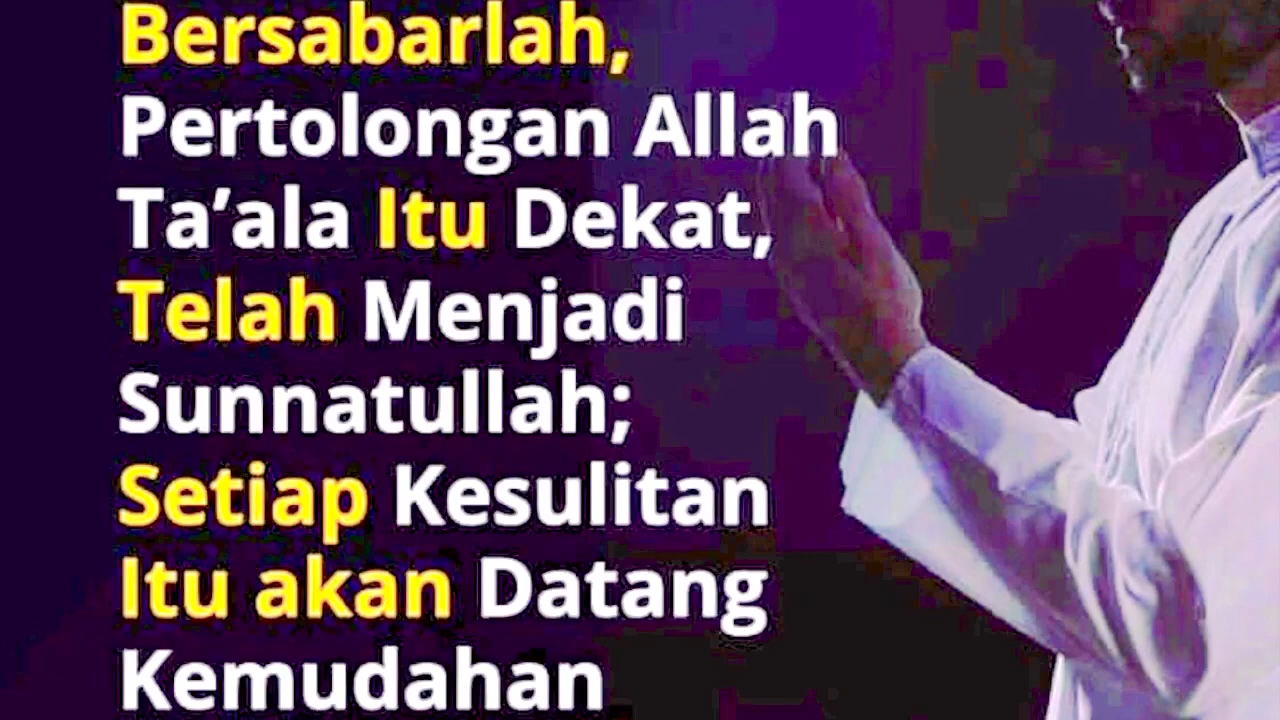 Bersabarlah,
Pertolongan Allah
Ta’ala Itu Dekat,
Telah Menjadi
Sunnatullah;
Setiap Kesulitan
Itu akan Datang
Kemudahan